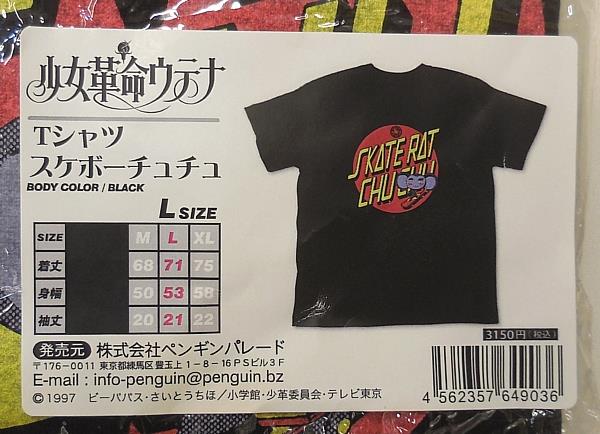 少女革命ウテナ
Tシャツ
スケボーチュチュ
BODY COLOR / BLACK
L SIZE
SIZE M L XL
着丈 68 71 75
身幅 50 53 58
袖丈 20 21 22
SKATE RAT
CHU CHU
3150円(税込)
発売元 株式会社ペンギンパレード
〒176-0011 東京都練馬区豊玉上1-8-16PSビル3F
E-mail : info-penguin@penguin.bz
©1997 ビーパパス・さいとうちほ/小学館・少革委員会・テレビ東京
4 562357 649036